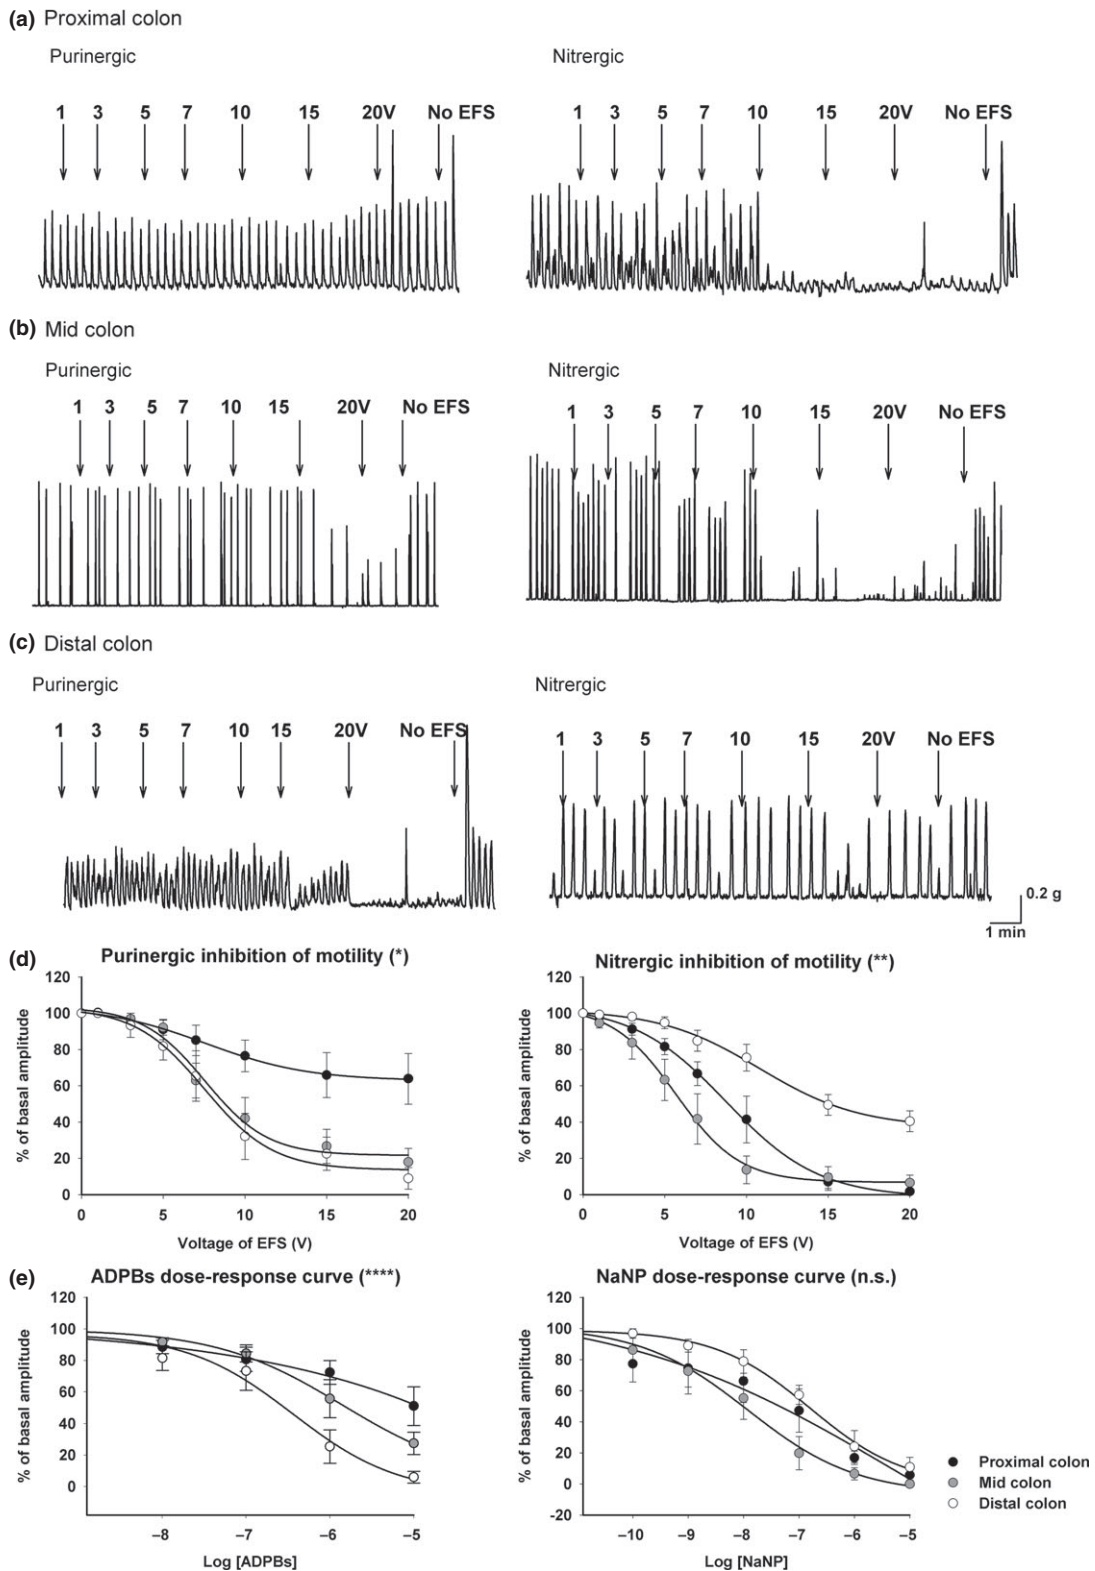 (a) Proximal colon
Purinergic
1 3 5 7 10 15 20V No EFS
Nitrergic
1 3 5 7 10 15 20V No EFS
(b) Mid colon
Purinergic
1 3 5 7 10 15 20V No EFS
Nitrergic
1 3 5 7 10 15 20V No EFS
(c) Distal colon
Purinergic
1 3 5 7 10 15 20V No EFS
Nitrergic
1 3 5 7 10 15 20V No EFS
0.2 g
1 min
(d) Purinergic inhibition of motility (*)
% of basal amplitude
120
100
80
60
40
20
0
0 5 10 15 20
Voltage of EFS (V)
Nitrergic inhibition of motility (**)
% of basal amplitude
120
100
80
60
40
20
0
0 5 10 15 20
Voltage of EFS (V)
(e) ADPBs dose-response curve (****)
% of basal amplitude
120
100
80
60
40
20
0
–8 –7 –6 –5
Log [ADPBs]
NaNP dose-response curve (n.s.)
% of basal amplitude
120
100
80
60
40
20
0
-20
–10 –9 –8 –7 –6 –5
Log [NaNP]
Proximal colon
Mid colon
Distal colon